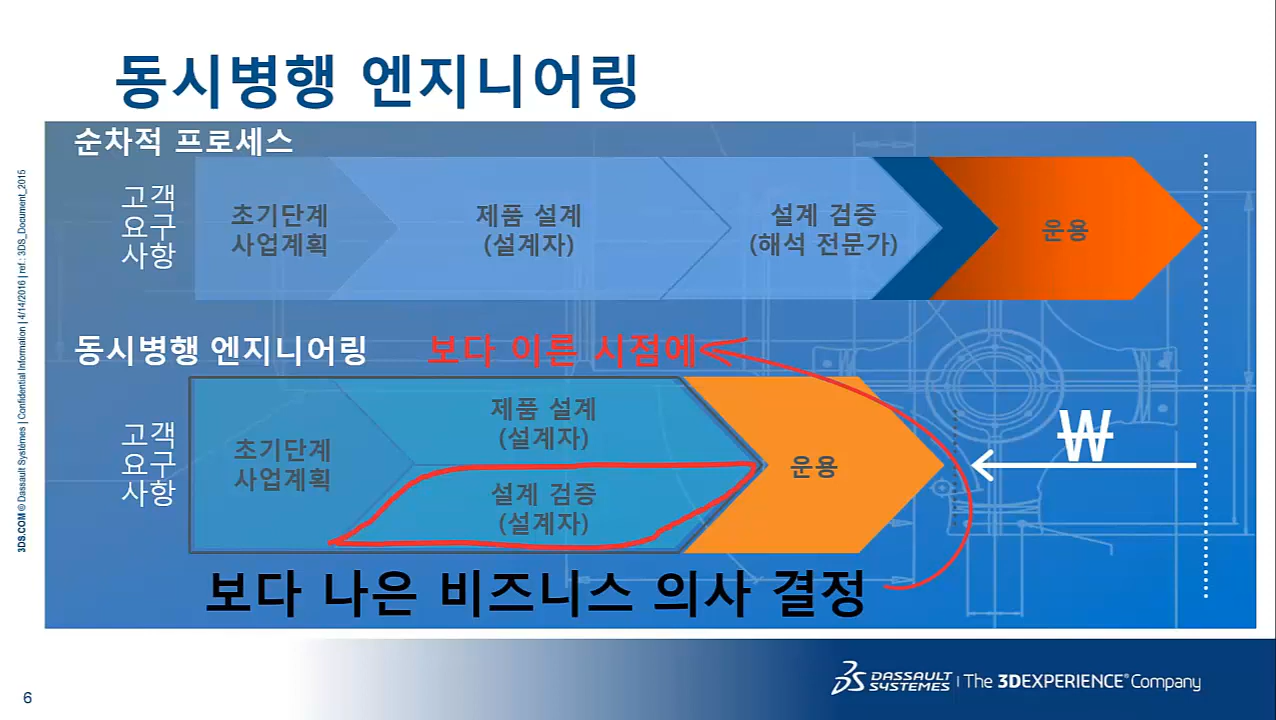 동시병행 엔지니어링
순차적 프로세스
고객
요구
사항
초기단계
사업계획
제품 설계
(설계자)
설계 검증
(해석 전문가)
운용
동시병행 엔지니어링
보다 이른 시점에
고객
요구
사항
초기단계
사업계획
제품 설계
(설계자)
설계 검증
(설계자)
운용
₩
보다 나은 비즈니스 의사 결정
3DS.COM © Dassault Systèmes | Confidential Information | 4/14/2016 | ref.: 3DS_Document_2015
6
DASSAULT
SYSTEMES | The 3DEXPERIENCE® Company